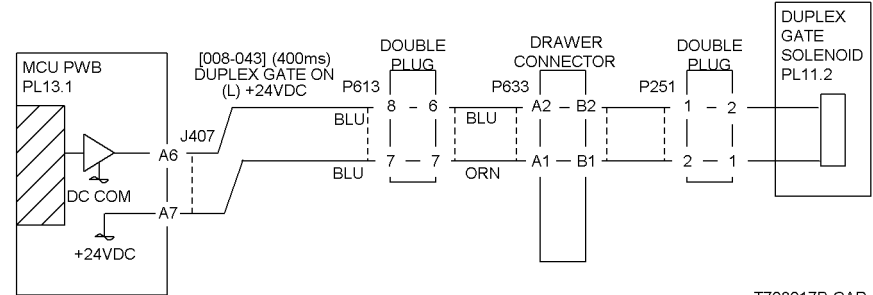 DUPLEX
GATE
SOLENOID
PL11.2
MCU PWB
PL13.1
[008-043] (400ms)
DUPLEX GATE ON
(L) +24VDC
DOUBLE
PLUG
DRAWER
CONNECTOR
DOUBLE
PLUG
P613
P633
P251
8 - 6
A2 - B2
1 - 2
BLU
BLU
J407
A6
7 - 7
A1 - B1
2 - 1
BLU
ORN
DC COM
A7
+24VDC